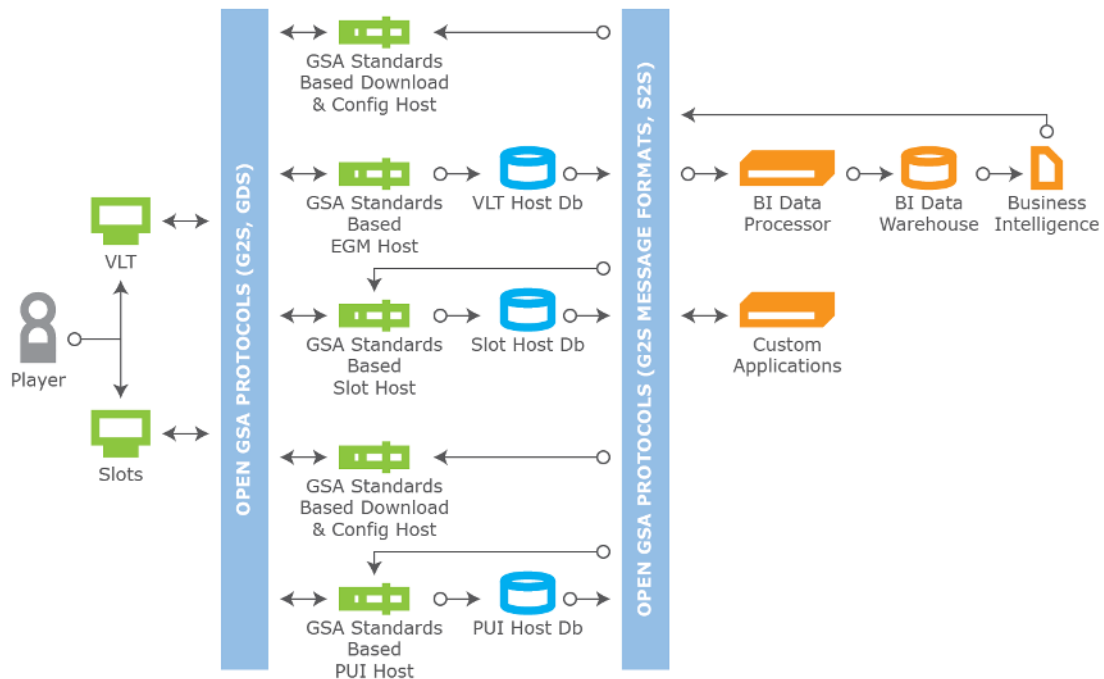 GSA Standards
Based Download
& Config Host
OPEN GSA PROTOCOLS (G2S, GDS)
OPEN GSA PROTOCOLS (G2S MESSAGE FORMATS, S2S)
GSA Standards
Based
EGM Host
VLT Host Db
BI Data
Processor
BI Data
Warehouse
Business
Intelligence
VLT
Player
Slots
GSA Standards
Based
Slot Host
Slot Host Db
Custom
Applications
GSA Standards
Based Download
& Config Host
GSA Standards
Based
PUI Host
PUI Host Db